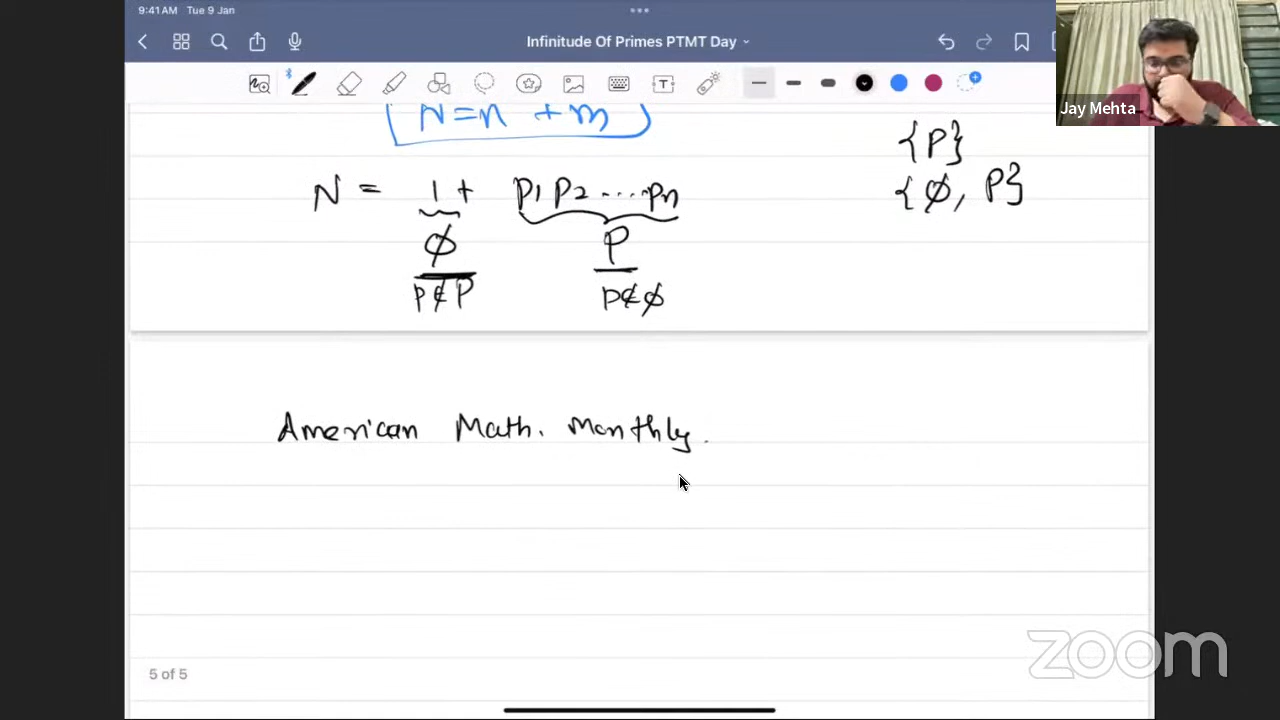 9:41 AM Tue 9 Jan
Infinitude Of Primes PTMT Day
T
Jay Mehta
N = n + m
{P}
N = 1 + p1 p2 .... pn
{ϕ, P}
ϕ P
p∉P p∉ϕ
American Math. Monthly.
5 of 5
zoom